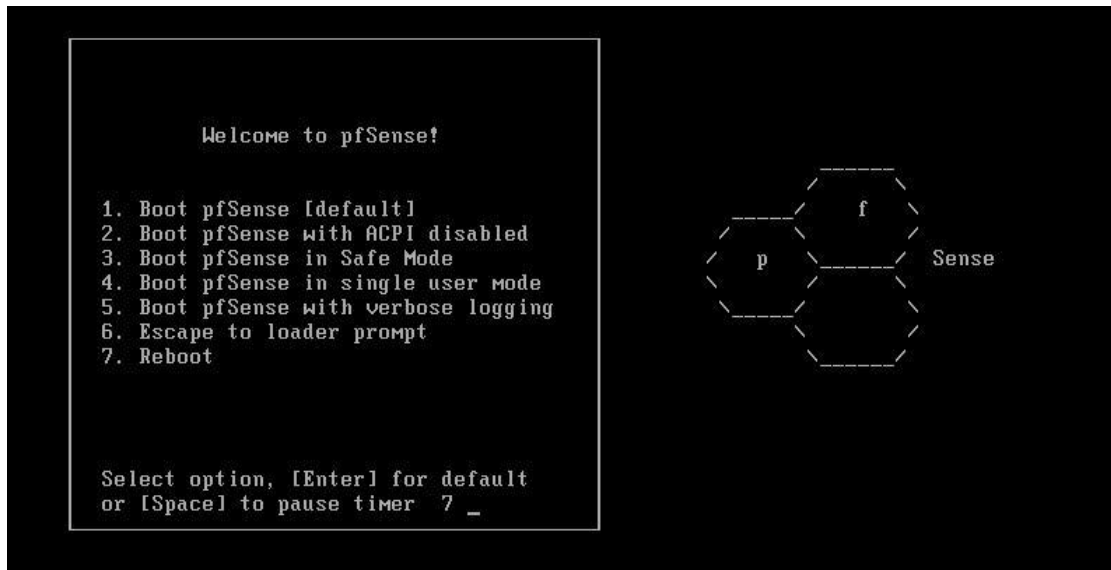 Welcome to pfSense!
1. Boot pfSense [default]
2. Boot pfSense with ACPI disabled
3. Boot pfSense in Safe Mode
4. Boot pfSense in single user mode
5. Boot pfSense with verbose logging
6. Escape to loader prompt
7. Reboot
Select option, [Enter] for default
or [Space] to pause timer 7 _
f
p Sense